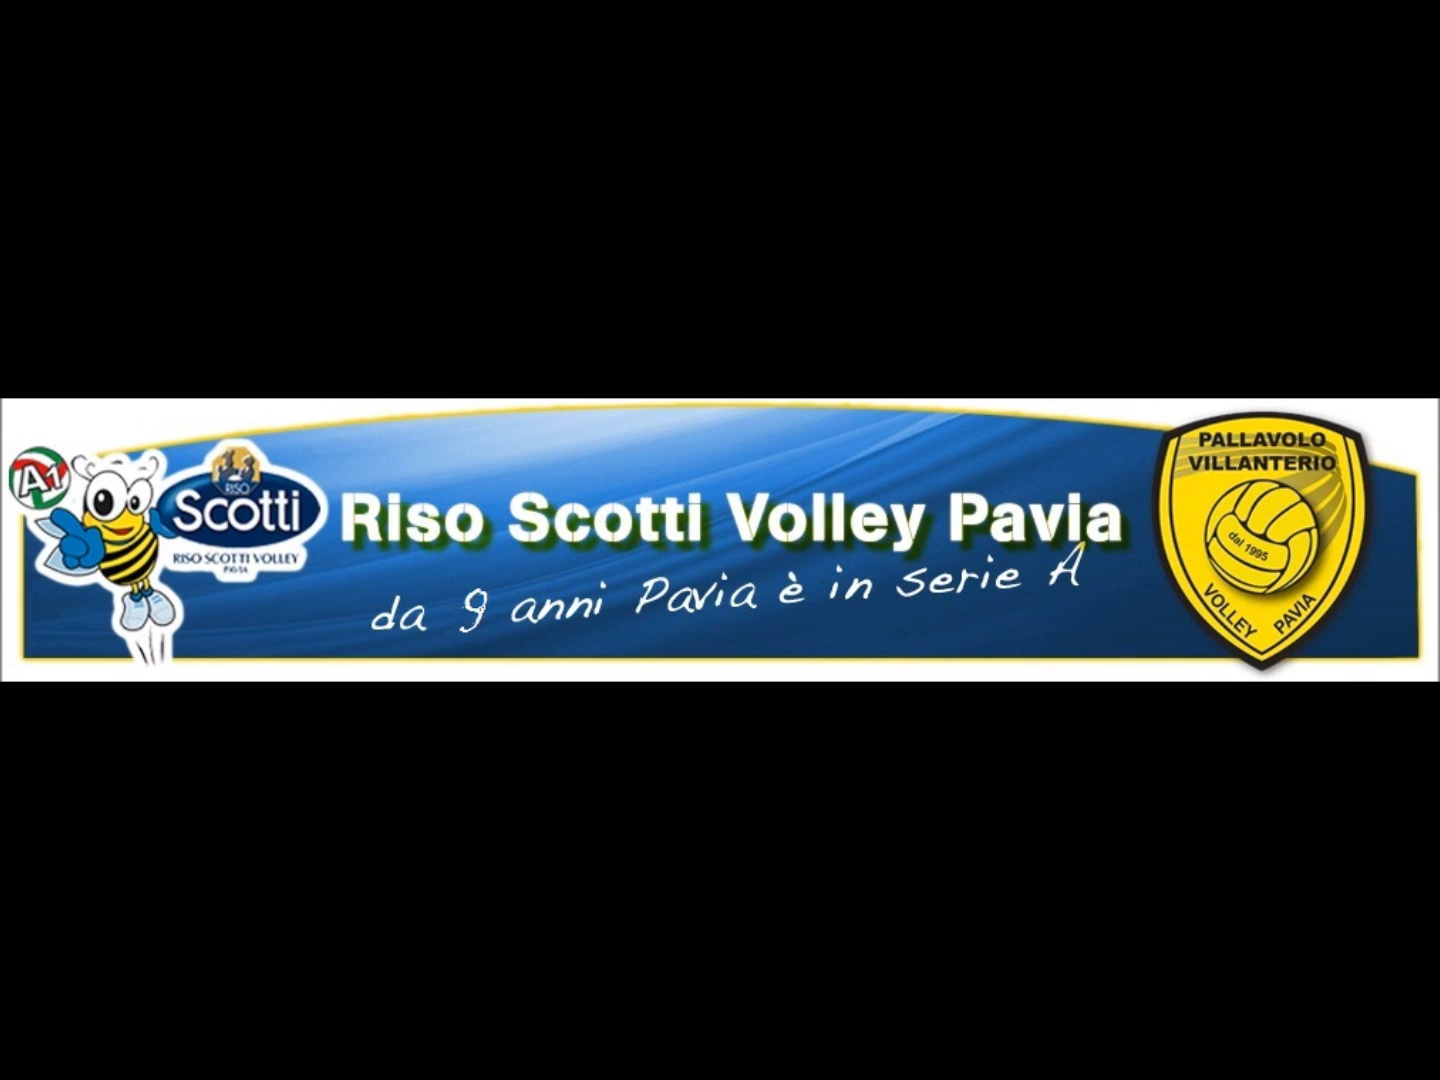 A1
RISO
Scotti
RISO SCOTTI VOLLEY
PAVIA
Riso Scotti Volley Pavia
da 9 anni Pavia è in serie A
PALLAVOLO
VILLANTERIO
dal 1995
VOLLEY PAVIA